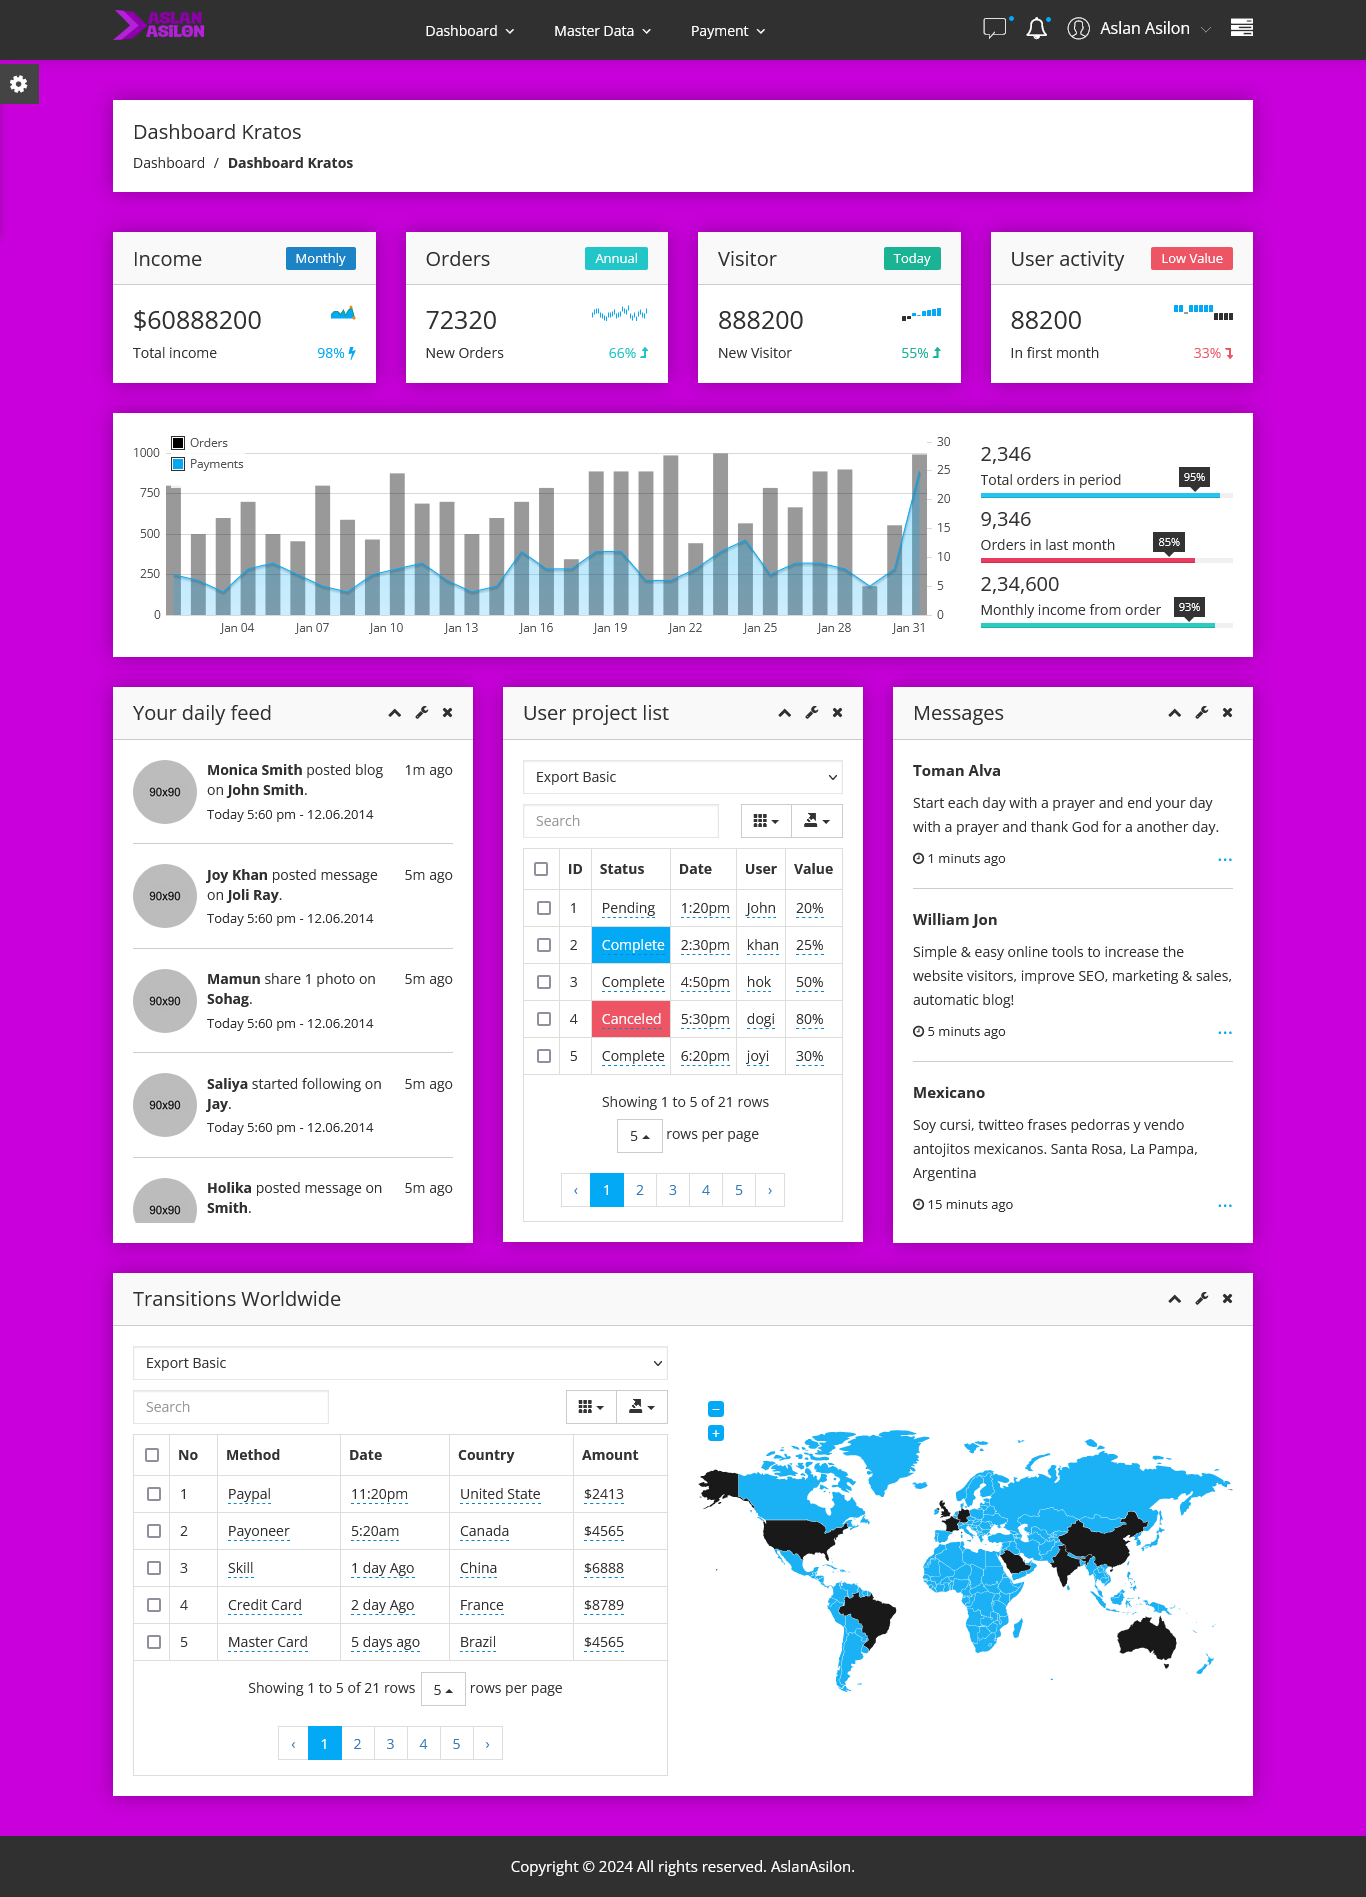 ASLAN
ASILON
Dashboard Master Data Payment Aslan Asilon
Dashboard Kratos
Dashboard / Dashboard Kratos
Income Monthly
$60888200
Total income 98%
Orders Annual
72320
New Orders 66%
Visitor Today
888200
New Visitor 55%
User activity Low Value
88200
In first month 33%
Orders
Payments
1000
750
500
250
0
30
25
20
15
10
5
0
Jan 04 Jan 07 Jan 10 Jan 13 Jan 16 Jan 19 Jan 22 Jan 25 Jan 28 Jan 31
2,346
Total orders in period 95%
9,346
Orders in last month 85%
2,34,600
Monthly income from order 93%
Your daily feed
90x90
Monica Smith posted blog 1m ago
on John Smith.
Today 5:60 pm - 12.06.2014
90x90
Joy Khan posted message 5m ago
on Joli Ray.
Today 5:60 pm - 12.06.2014
90x90
Mamun share 1 photo on 5m ago
Sohag.
Today 5:60 pm - 12.06.2014
90x90
Saliya started following on 5m ago
Jay.
Today 5:60 pm - 12.06.2014
90x90
Holika posted message on 5m ago
Smith.
User project list
Export Basic
Search
ID Status Date User Value
1 Pending 1:20pm John 20%
2 Complete 2:30pm khan 25%
3 Complete 4:50pm hok 50%
4 Canceled 5:30pm dogi 80%
5 Complete 6:20pm joyi 30%
Showing 1 to 5 of 21 rows
5 rows per page
‹ 1 2 3 4 5 ›
Messages
Toman Alva
Start each day with a prayer and end your day
with a prayer and thank God for a another day.
1 minuts ago ...
William Jon
Simple & easy online tools to increase the
website visitors, improve SEO, marketing & sales,
automatic blog!
5 minuts ago ...
Mexicano
Soy cursi, twitteo frases pedorras y vendo
antojitos mexicanos. Santa Rosa, La Pampa,
Argentina
15 minuts ago ...
Transitions Worldwide
Export Basic
Search
No Method Date Country Amount
1 Paypal 11:20pm United State $2413
2 Payoneer 5:20am Canada $4565
3 Skill 1 day Ago China $6888
4 Credit Card 2 day Ago France $8789
5 Master Card 5 days ago Brazil $4565
Showing 1 to 5 of 21 rows 5 rows per page
‹ 1 2 3 4 5 ›
−
+
Copyright © 2024 All rights reserved. AslanAsilon.